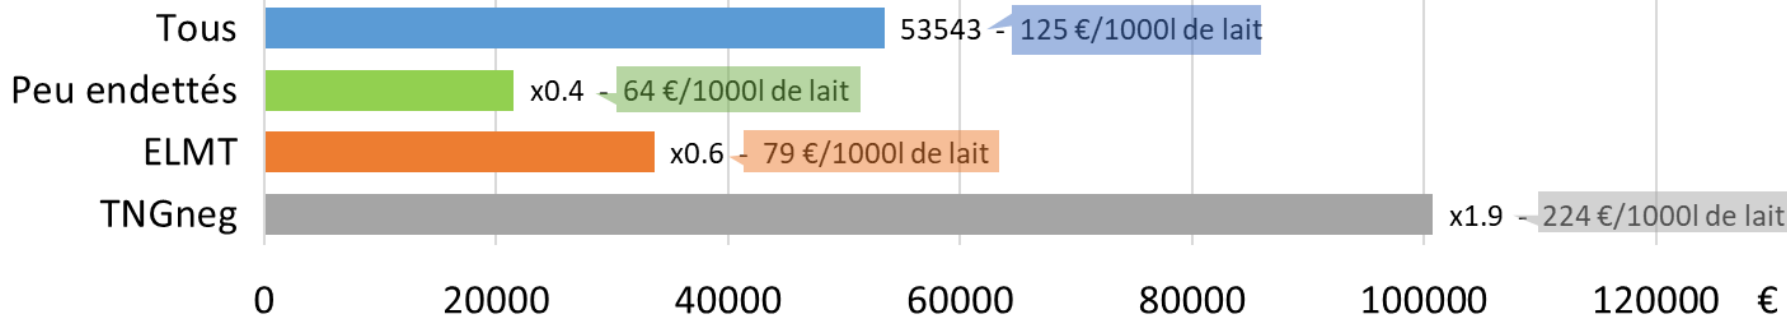 Tous 53543 - 125 €/1000l de lait
Peu endettés x0.4 - 64 €/1000l de lait
ELMT x0.6 - 79 €/1000l de lait
TNGneg x1.9 - 224 €/1000l de lait
0 20000 40000 60000 80000 100000 120000 €